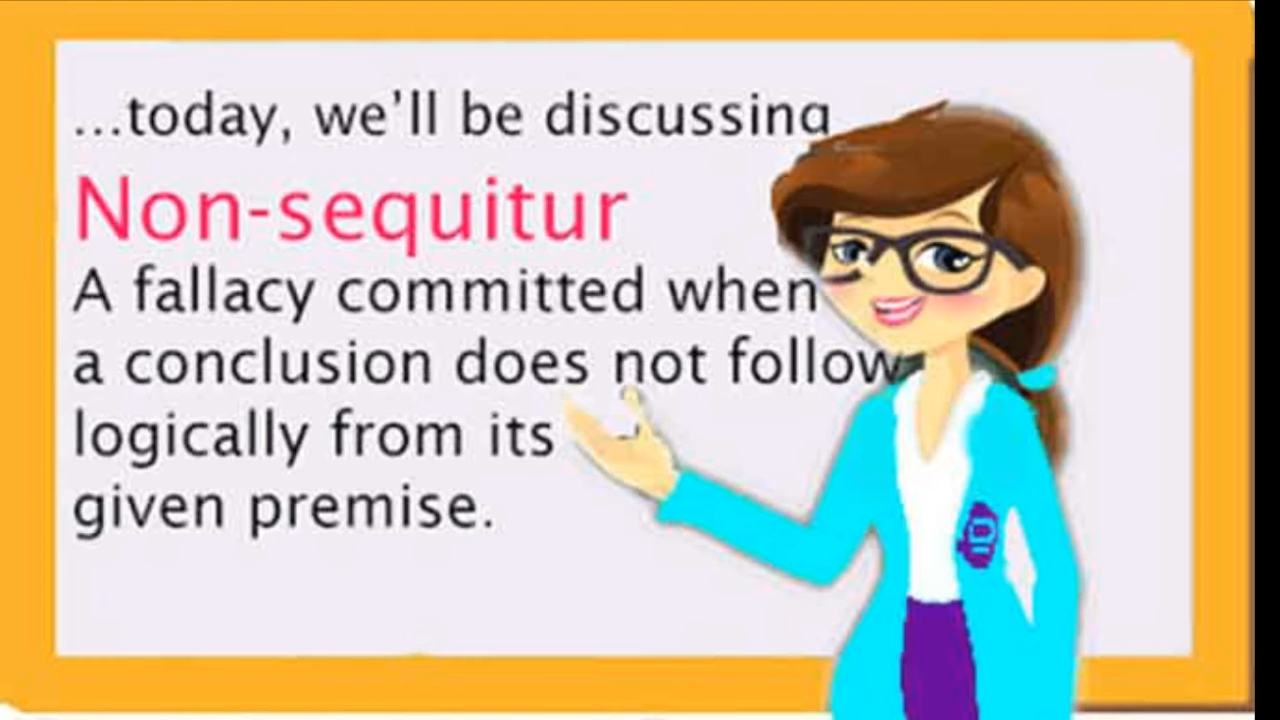 ...today, we'll be discussing
Non-sequitur
A fallacy committed when
a conclusion does not follow
logically from its
given premise.